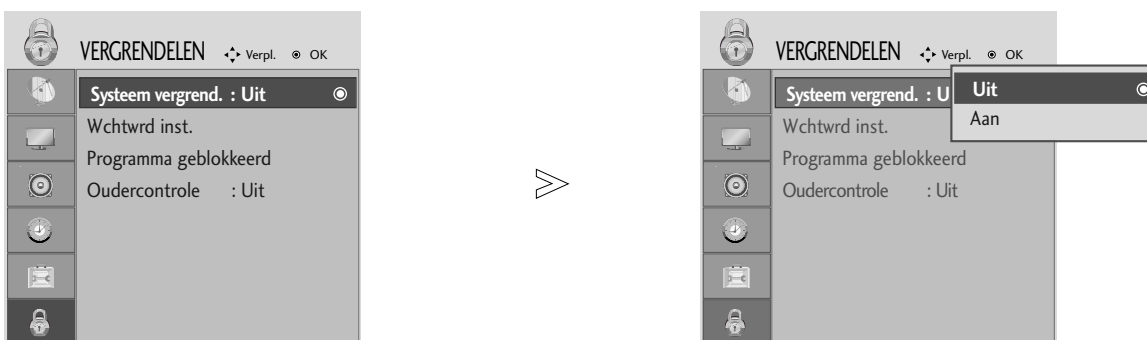 VERGRENDELEN Verpl. OK
Systeem vergrend. : Uit
Wchtwrd inst.
Programma geblokkeerd
Oudercontrole : Uit
VERGRENDELEN Verpl. OK
Systeem vergrend. : U
Wchtwrd inst.
Programma geblokkeerd
Oudercontrole : Uit
Uit
Aan